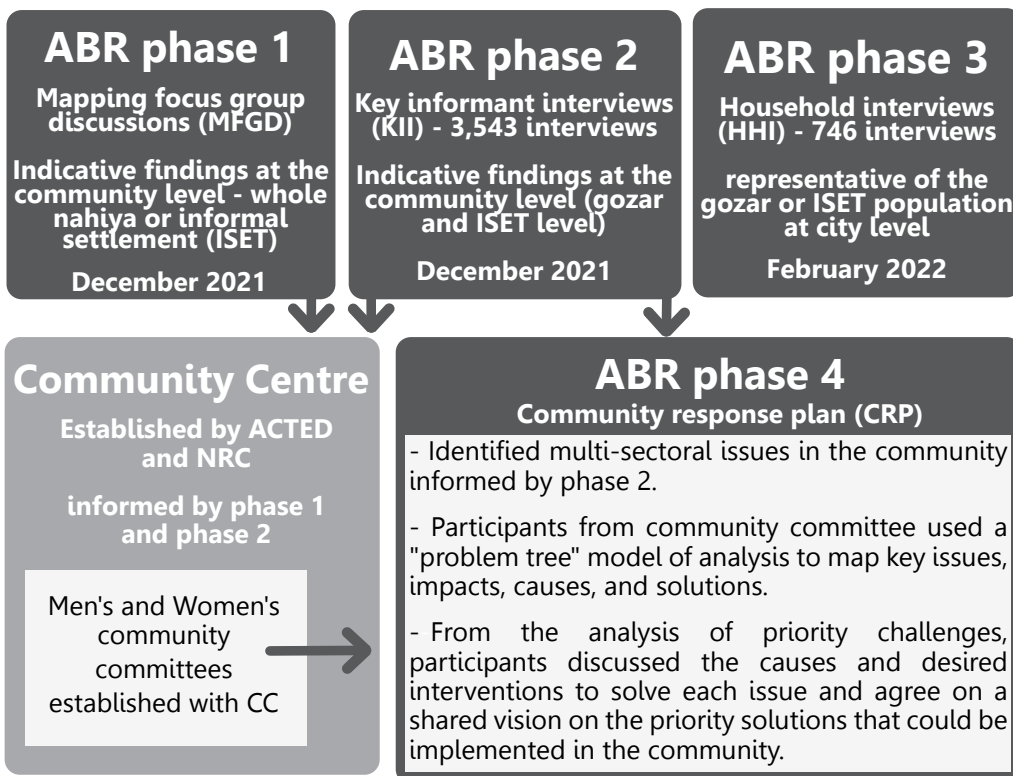 ABR phase 1
Mapping focus group
discussions (MFGD)
Indicative findings at the
community level - whole
nahiya or informal
settlement (ISET)
December 2021
ABR phase 2
Key informant interviews
(KII) - 3,543 interviews
Indicative findings at the
community level (gozar
and ISET level)
December 2021
ABR phase 3
Household interviews
(HHI) - 746 interviews
representative of the
gozar or ISET population
at city level
February 2022
Community Centre
Established by ACTED
and NRC
informed by phase 1
and phase 2
Men's and Women's
community
committees
established with CC
ABR phase 4
Community response plan (CRP)
- Identified multi-sectoral issues in the community
informed by phase 2.
- Participants from community committee used a
"problem tree" model of analysis to map key issues,
impacts, causes, and solutions.
- From the analysis of priority challenges,
participants discussed the causes and desired
interventions to solve each issue and agree on a
shared vision on the priority solutions that could be
implemented in the community.